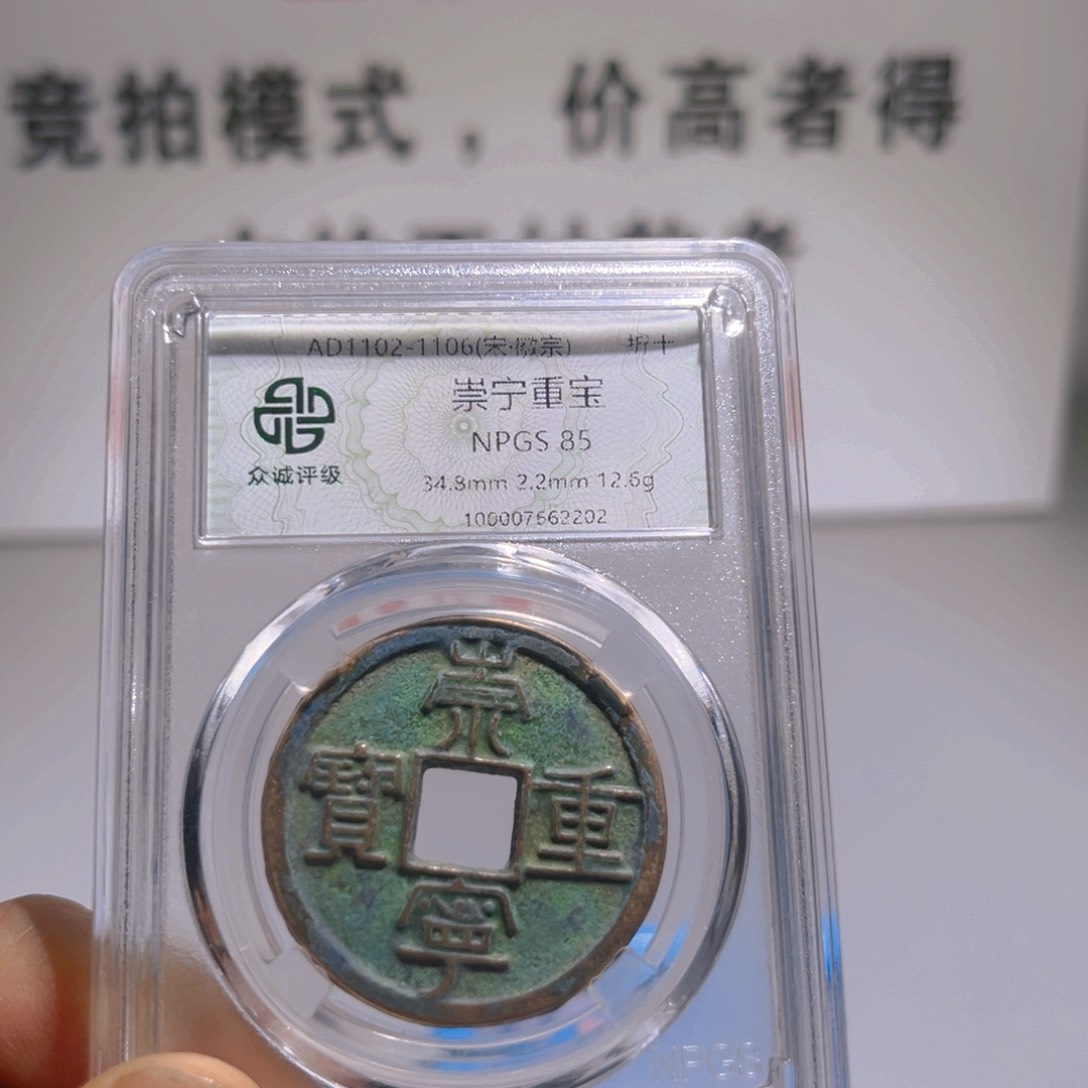 竞拍模式，价高者得
AD1102-1106(宋·徽宗) 折十
崇宁重宝
NPGS 85
众诚评级
34.8mm 2.2mm 12.6g
100007662202
崇
寶 重
寧
NPGS